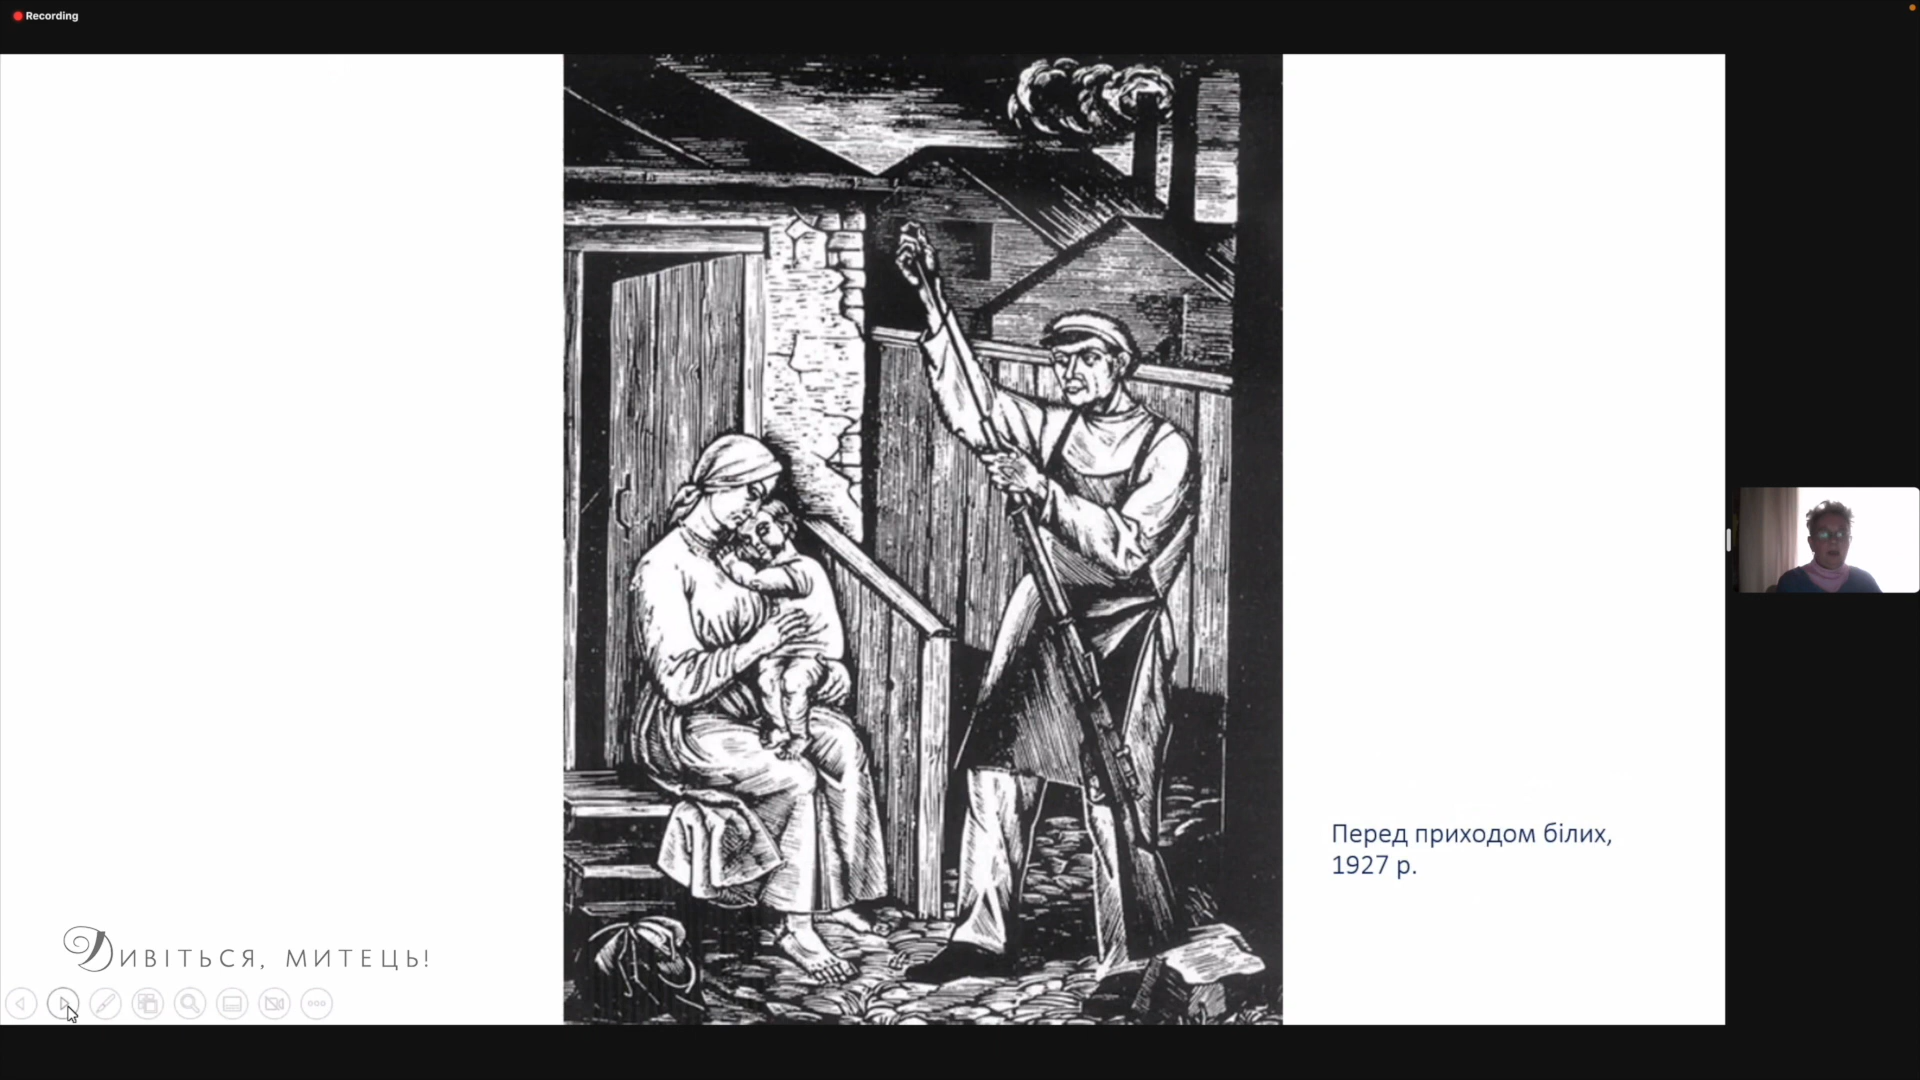 Recording
Перед приходом білих,
1927 р.
Дивіться, митець!